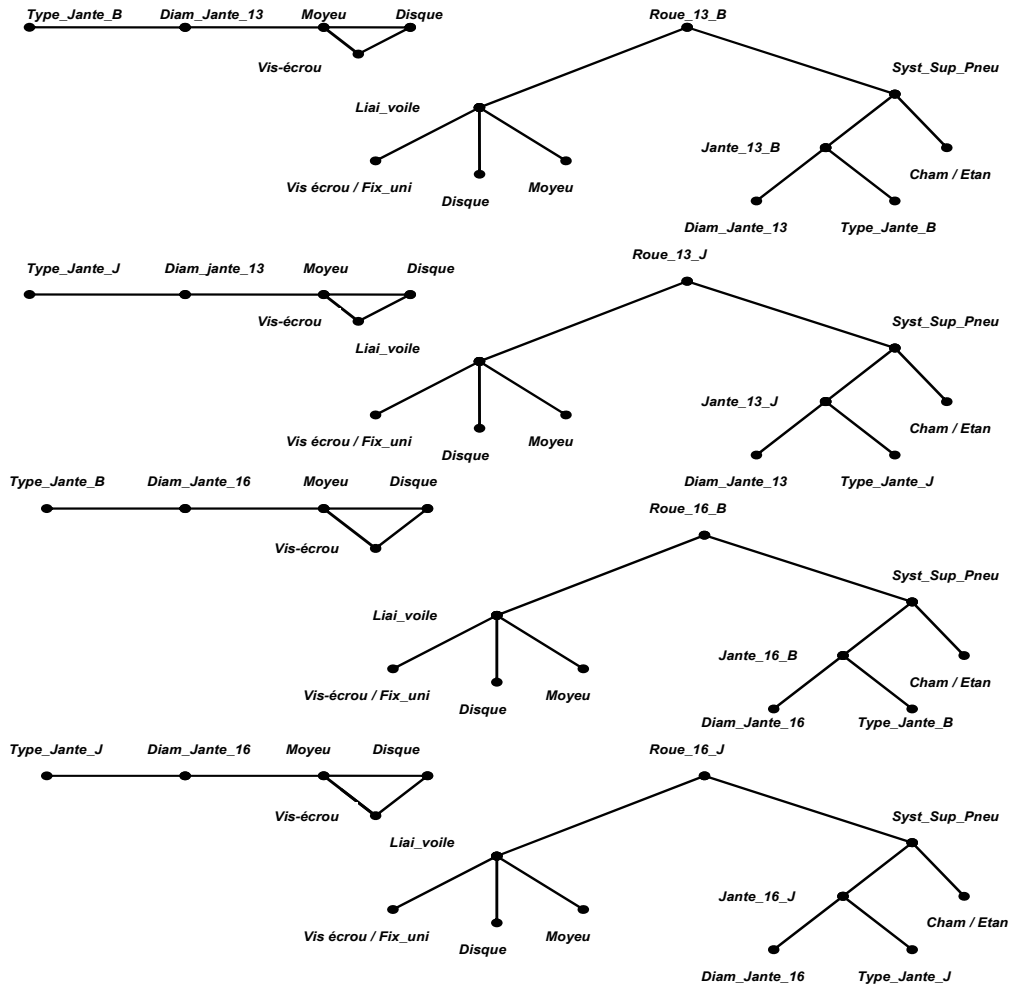 Type_Jante_B Diam_Jante_13 Moyeu Disque Roue_13_B
Vis-écrou
Syst_Sup_Pneu
Liai_voile
Jante_13_B
Cham / Etan
Vis écrou / Fix_uni Moyeu
Disque
Diam_Jante_13 Type_Jante_B
Roue_13_J
Type_Jante_J Diam_jante_13 Moyeu Disque
Vis-écrou
Syst_Sup_Pneu
Liai_voile
Jante_13_J
Cham / Etan
Vis écrou / Fix_uni Moyeu
Disque
Diam_Jante_13 Type_Jante_J
Type_Jante_B Diam_Jante_16 Moyeu Disque
Roue_16_B
Vis-écrou
Syst_Sup_Pneu
Liai_voile
Jante_16_B
Cham / Etan
Vis-écrou / Fix_uni Moyeu
Disque
Diam_Jante_16 Type_Jante_B
Type_Jante_J Diam_Jante_16 Moyeu Disque Roue_16_J
Vis-écrou
Syst_Sup_Pneu
Liai_voile
Jante_16_J
Cham / Etan
Vis écrou / Fix_uni Moyeu
Disque
Diam_Jante_16 Type_Jante_J